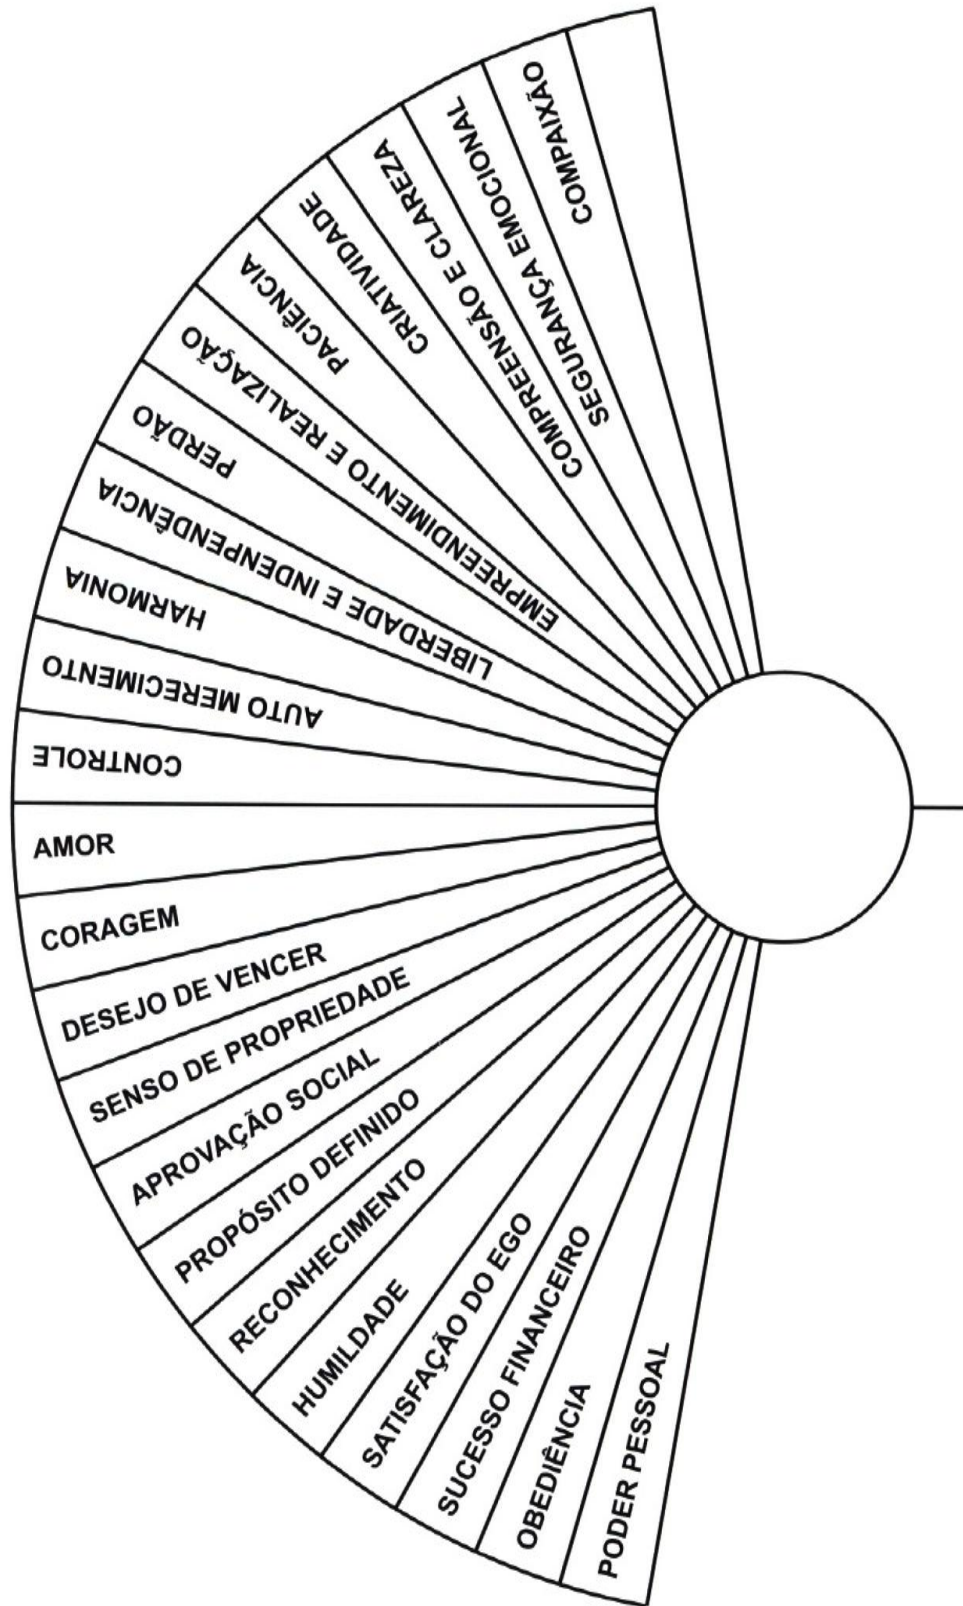 COMPAIXÃO
SEGURANÇA EMOCIONAL
COMPREENSÃO E CLAREZA
CRIATIVIDADE
PACIÊNCIA
EMPREENDIMENTO E REALIZAÇÃO
PERDÃO
LIBERDADE E INDENPENDÊNCIA
HARMONIA
AUTO MERECIMENTO
CONTROLE
AMOR
CORAGEM
DESEJO DE VENCER
SENSO DE PROPRIEDADE
APROVAÇÃO SOCIAL
PROPÓSITO DEFINIDO
RECONHECIMENTO
HUMILDADE
SATISFAÇÃO DO EGO
SUCESSO FINANCEIRO
OBEDIÊNCIA
PODER PESSOAL